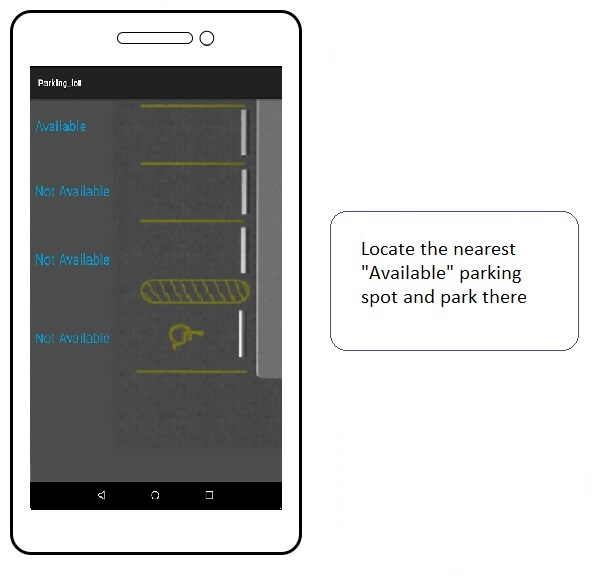 Parking_lot
Available
Not Available
Not Available
Not Available
Locate the nearest
"Available" parking
spot and park there